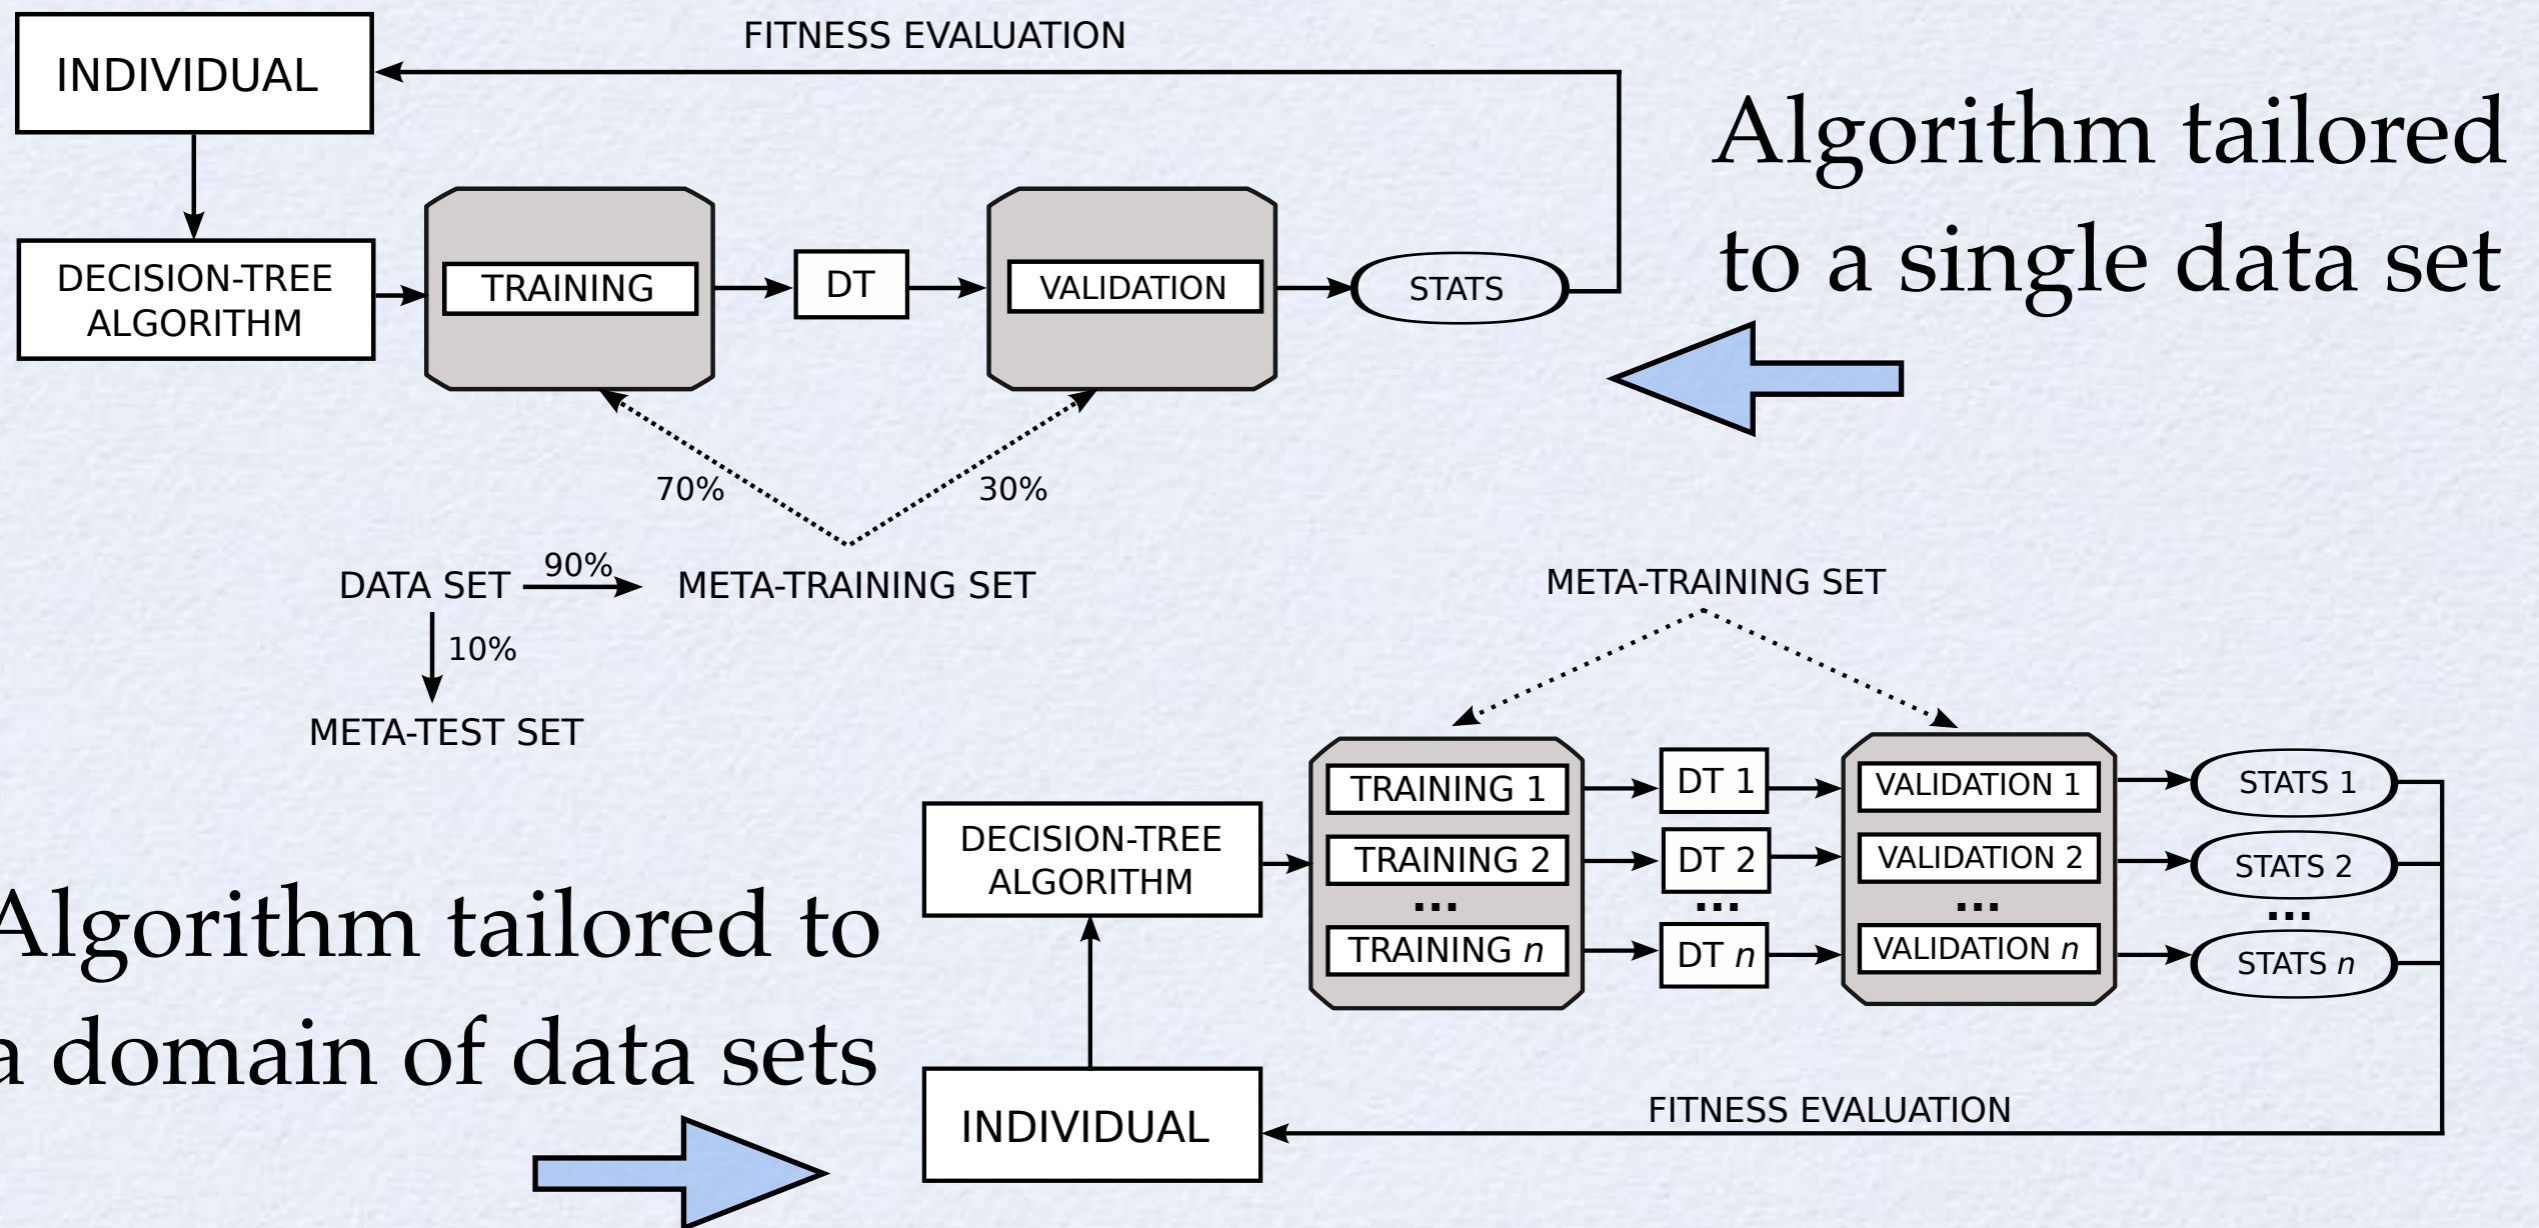 FITNESS EVALUATION
INDIVIDUAL
Algorithm tailored
to a single data set
DECISION-TREE
ALGORITHM
TRAINING
DT
VALIDATION
STATS
70%
30%
DATA SET
90%
META-TRAINING SET
10%
META-TEST SET
META-TRAINING SET
Algorithm tailored to
a domain of data sets
DECISION-TREE
ALGORITHM
TRAINING 1
DT 1
VALIDATION 1
STATS 1
TRAINING 2
DT 2
VALIDATION 2
STATS 2
...
...
...
...
TRAINING n
DT n
VALIDATION n
STATS n
INDIVIDUAL
FITNESS EVALUATION